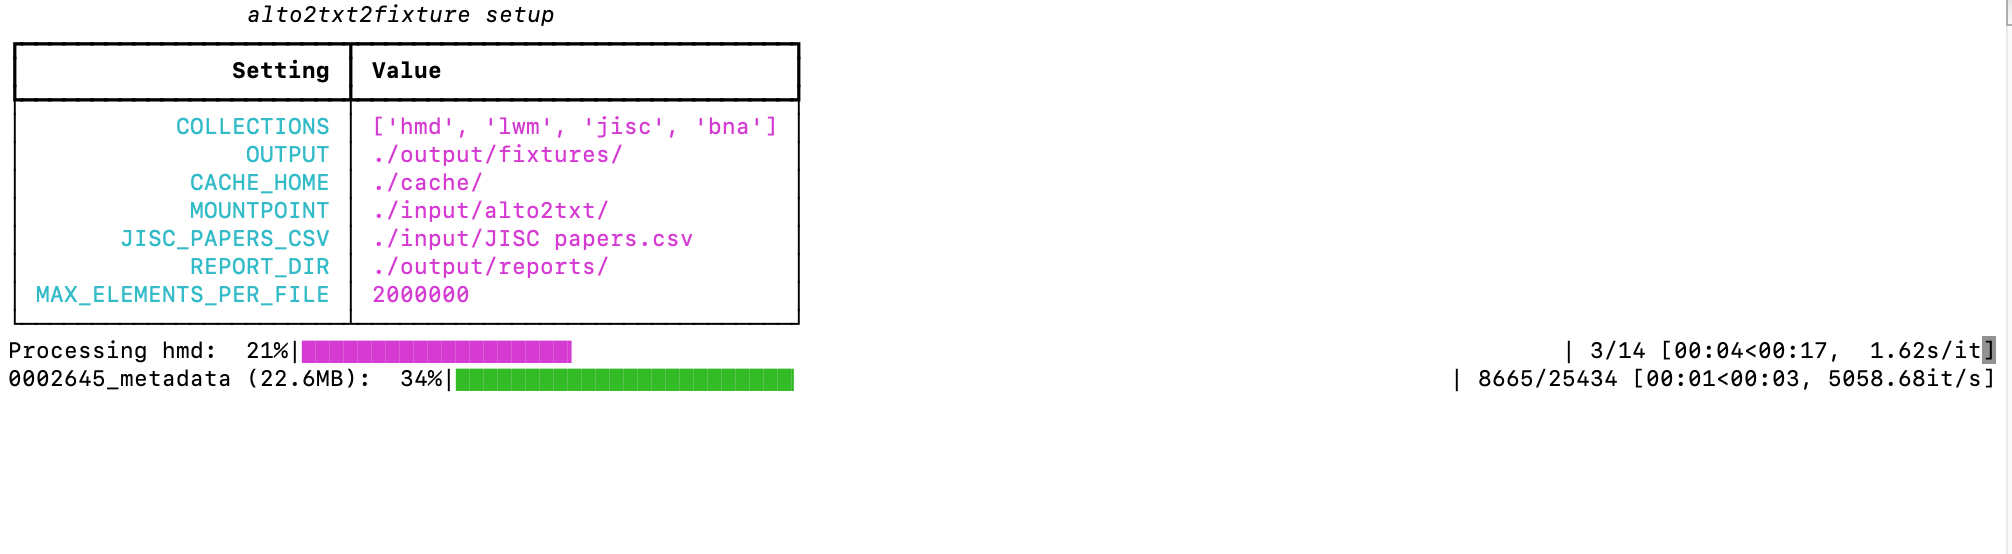 alto2txt2fixture setup
Setting Value
COLLECTIONS ['hmd', 'lwm', 'jisc', 'bna']
OUTPUT ./output/fixtures/
CACHE_HOME ./cache/
MOUNTPOINT ./input/alto2txt/
JISC_PAPERS_CSV ./input/JISC papers.csv
REPORT_DIR ./output/reports/
MAX_ELEMENTS_PER_FILE 2000000
Processing hmd: 21%| | 3/14 [00:04<00:17, 1.62s/it]
0002645_metadata (22.6MB): 34%| | 8665/25434 [00:01<00:03, 5058.68it/s]